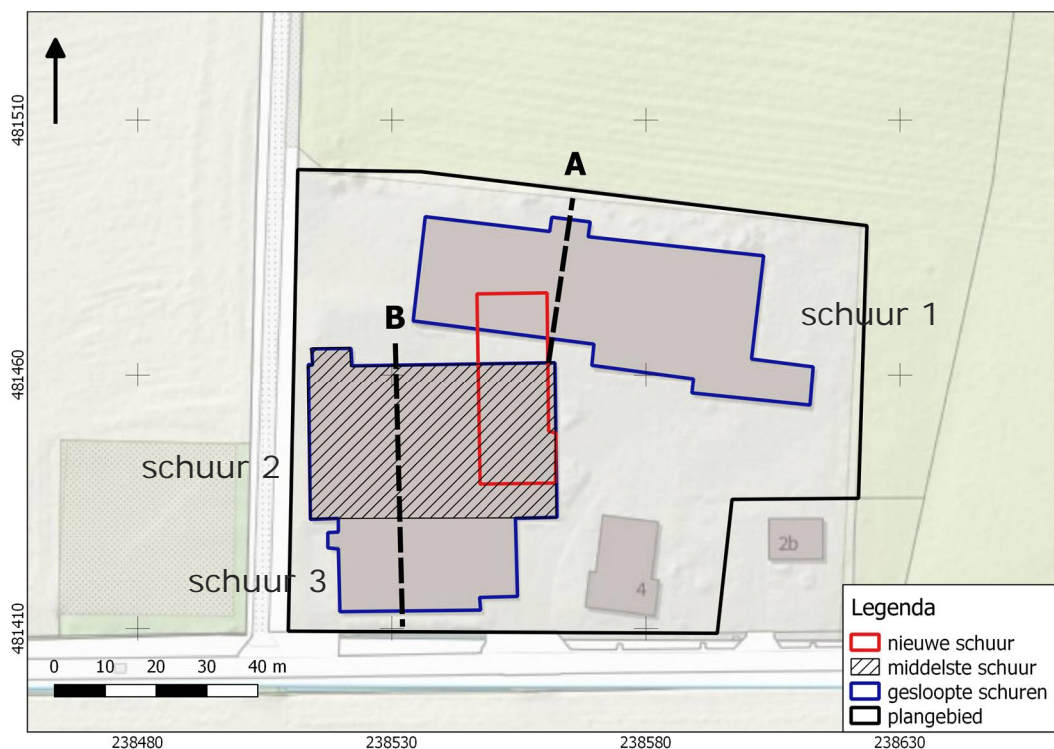 481510
A
schuur 1
B
481460
schuur 2
schuur 3
2b
4
481410
Legenda
nieuwe schuur
middelste schuur
gesloopte schuren
plangebied
0 10 20 30 40 m
238480 238530 238580 238630